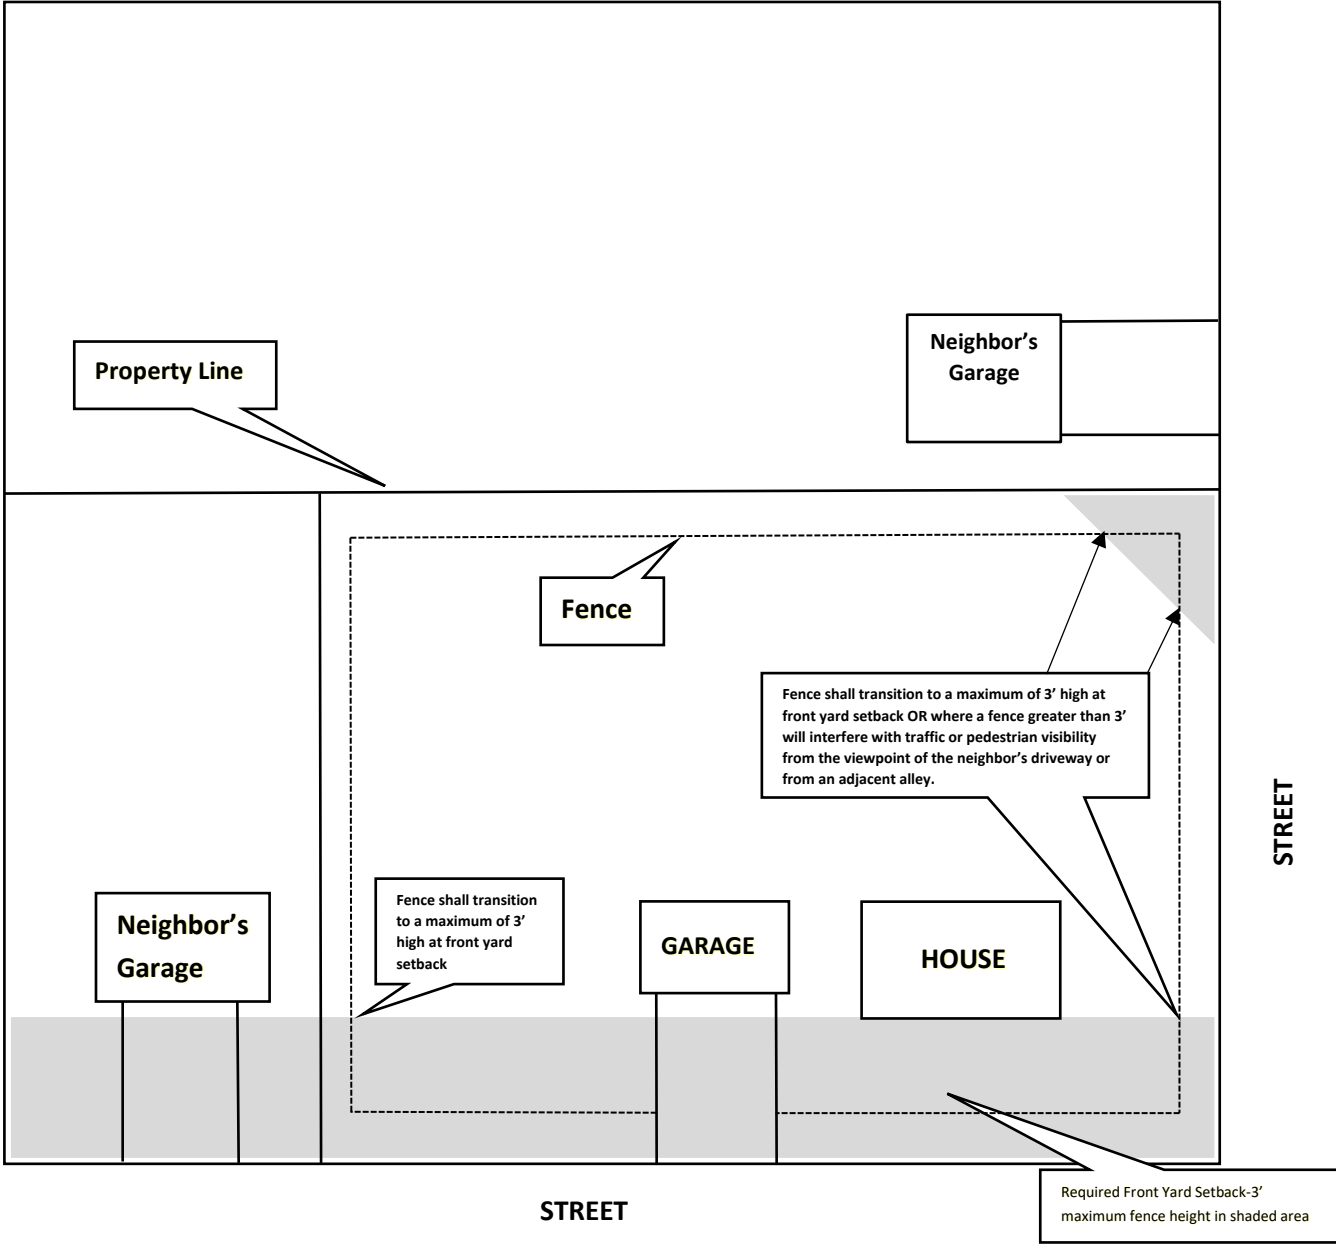 Neighbor’s
Garage
Property Line
Fence
Fence shall transition to a maximum of 3’ high at
front yard setback OR where a fence greater than 3’
will interfere with traffic or pedestrian visibility
from the viewpoint of the neighbor’s driveway or
from an adjacent alley.
STREET
Neighbor’s
Garage
Fence shall transition
to a maximum of 3’
high at front yard
setback
GARAGE
HOUSE
STREET
Required Front Yard Setback-3’
maximum fence height in shaded area